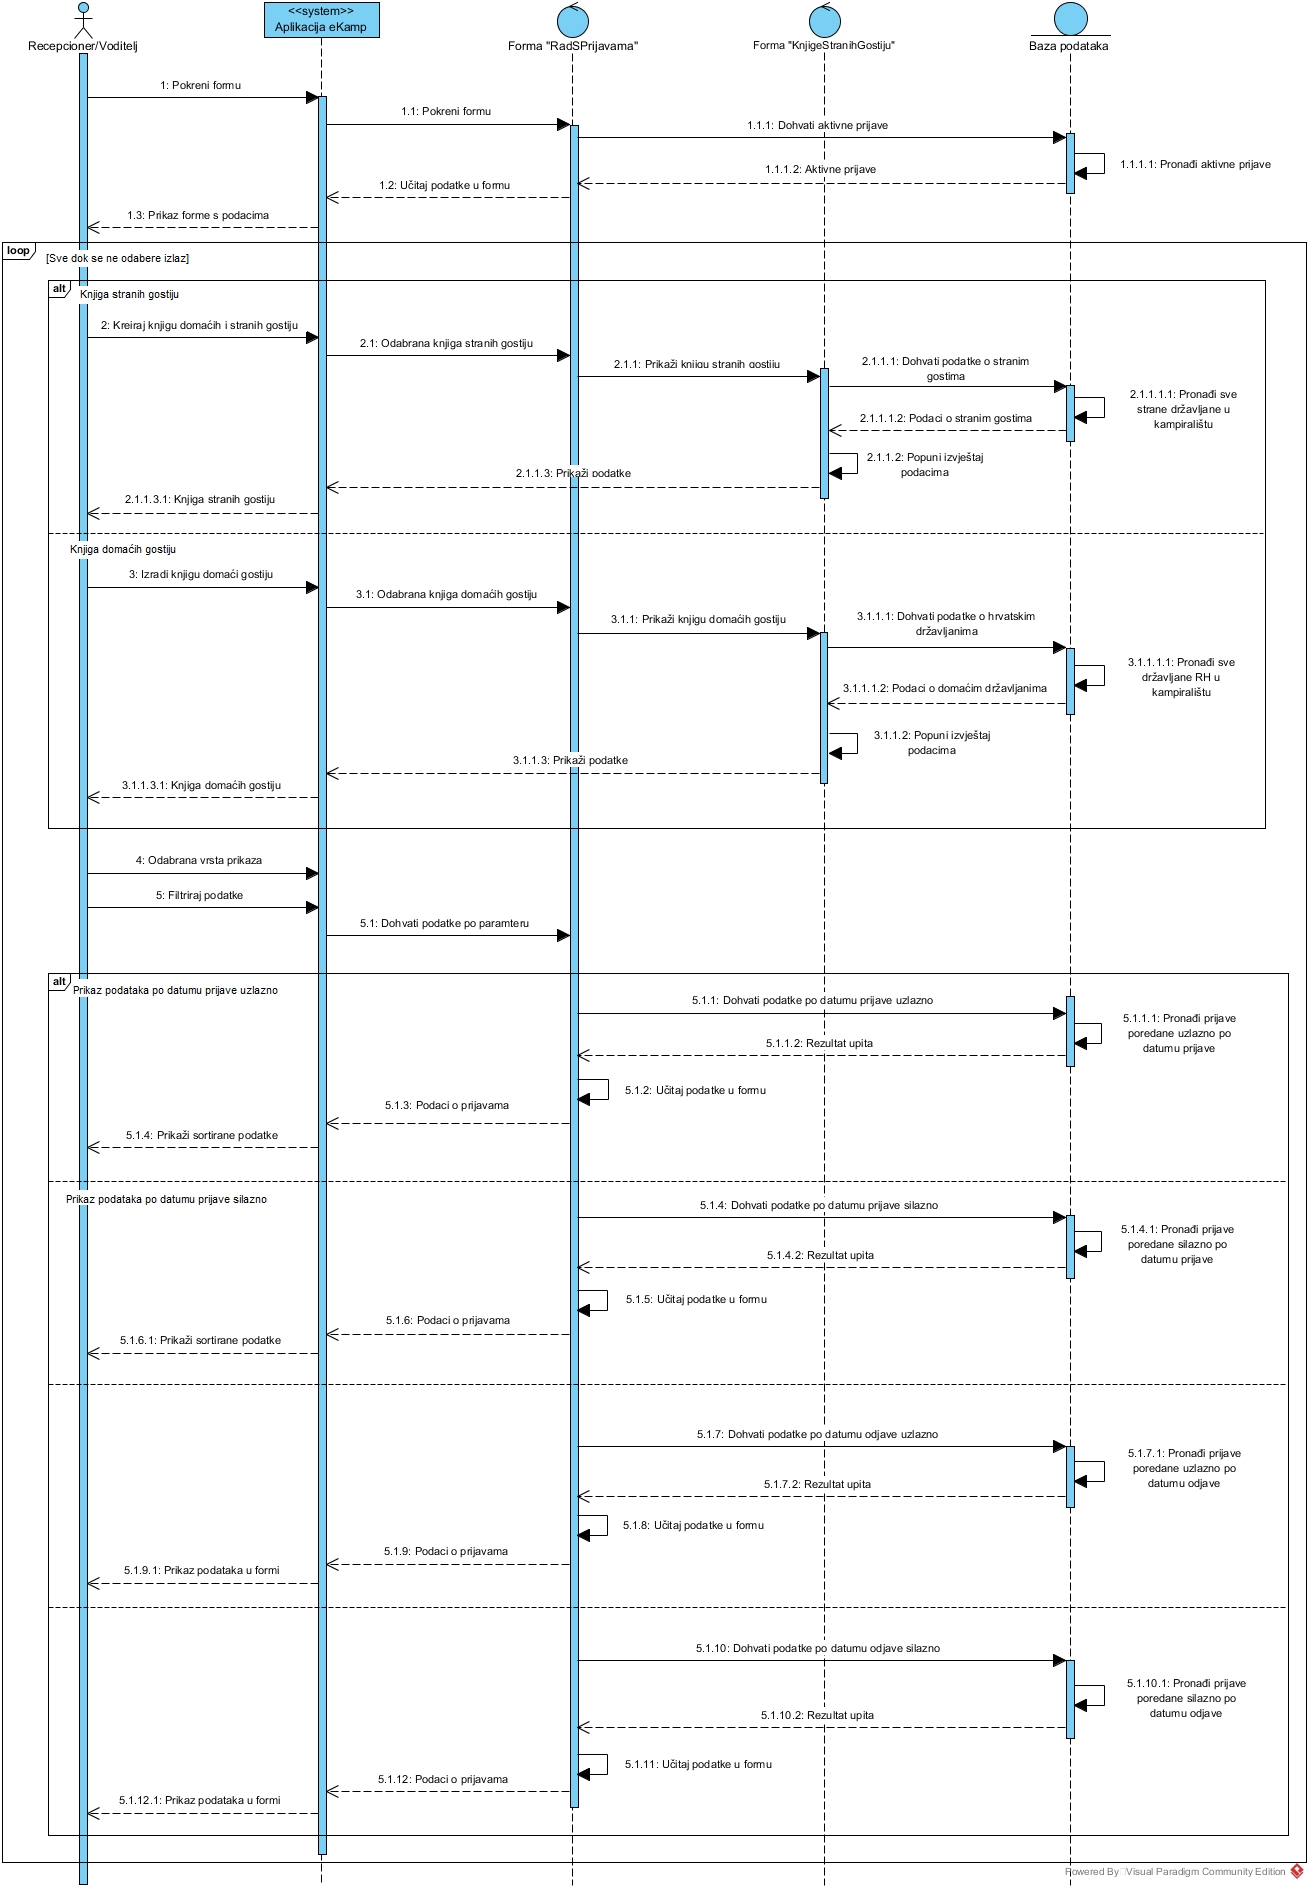 <<system>>
Aplikacija eKamp
Recepcioner/Voditelj
Forma "RadSPrijavama"
Forma "KnjigeStranihGostiju"
Baza podataka
1: Pokreni formu
1.1: Pokreni formu
1.1.1: Dohvati aktivne prijave
1.1.1.1: Pronađi aktivne prijave
1.1.1.2: Aktivne prijave
1.2: Učitaj podatke u formu
1.3: Prikaz forme s podacima
loop
[Sve dok se ne odabere izlaz]
alt
Knjiga stranih gostiju
2: Kreiraj knjigu domaćih i stranih gostiju
2.1: Odabrana knjiga stranih gostiju
2.1.1: Prikaži knjigu stranih gostiju
2.1.1.1: Dohvati podatke o stranim
gostima
2.1.1.1.1: Pronađi sve
strane državljane u
kampiralištu
2.1.1.1.2: Podaci o stranim gostima
2.1.1.2: Popuni izvještaj
podacima
2.1.1.3: Prikaži podatke
2.1.1.3.1: Knjiga stranih gostiju
Knjiga domaćih gostiju
3: Izradi knjigu domaći gostiju
3.1: Odabrana knjiga domaćih gostiju
3.1.1: Prikaži knjigu domaćih gostiju
3.1.1.1: Dohvati podatke o hrvatskim
državljanima
3.1.1.1.1: Pronađi sve
državljane RH u
kampiralištu
3.1.1.1.2: Podaci o domaćim državljanima
3.1.1.2: Popuni izvještaj
podacima
3.1.1.3: Prikaži podatke
3.1.1.3.1: Knjiga domaćih gostiju
4: Odabrana vrsta prikaza
5: Filtriraj podatke
5.1: Dohvati podatke po paramteru
alt
Prikaz podataka po datumu prijave uzlazno
5.1.1: Dohvati podatke po datumu prijave uzlazno
5.1.1.1: Pronađi prijave
poredane uzlazno po
datumu prijave
5.1.1.2: Rezultat upita
5.1.2: Učitaj podatke u formu
5.1.3: Podaci o prijavama
5.1.4: Prikaži sortirane podatke
Prikaz podataka po datumu prijave silazno
5.1.4: Dohvati podatke po datumu prijave silazno
5.1.4.1: Pronađi prijave
poredane silazno po
datumu prijave
5.1.4.2: Rezultat upita
5.1.5: Učitaj podatke u formu
5.1.6: Podaci o prijavama
5.1.6.1: Prikaži sortirane podatke
5.1.7: Dohvati podatke po datumu odjave uzlazno
5.1.7.1: Pronađi prijave
poredane uzlazno po
datumu odjave
5.1.7.2: Rezultat upita
5.1.8: Učitaj podatke u formu
5.1.9: Podaci o prijavama
5.1.9.1: Prikaz podataka u formi
5.1.10: Dohvati podatke po datumu odjave silazno
5.1.10.1: Pronađi prijave
poredane silazno po
datumu odjave
5.1.10.2: Rezultat upita
5.1.11: Učitaj podatke u formu
5.1.12: Podaci o prijavama
5.1.12.1: Prikaz podataka u formi
Powered By Visual Paradigm Community Edition